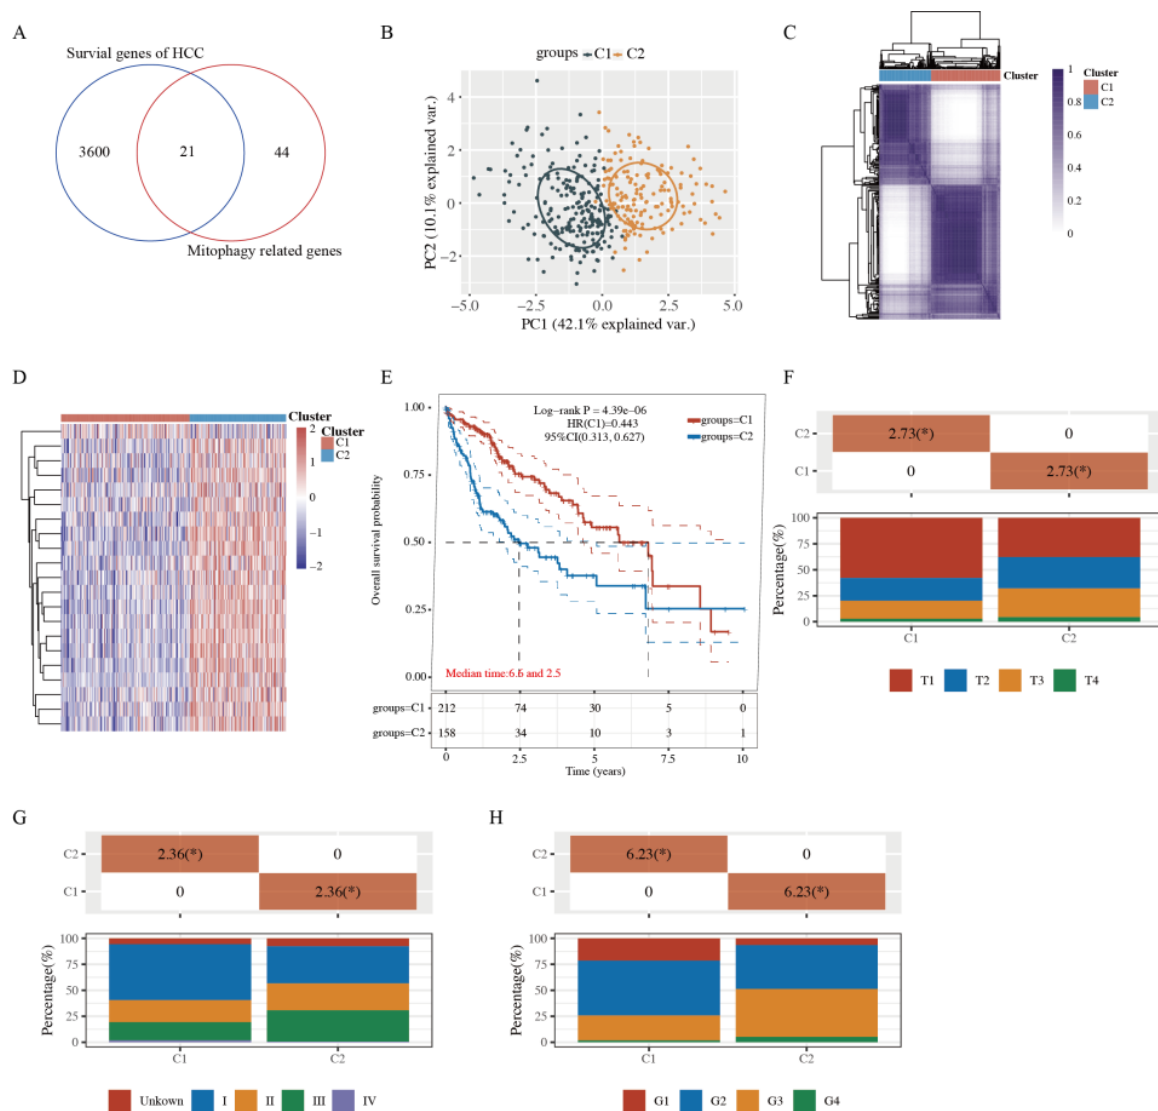 A
Survial genes of HCC
3600
21
44
Mitophagy related genes
B
groups C1 C2
4
2
0
−2
PC2 (10.1% explained var.)
−5.0
−2.5
0.0
2.5
5.0
PC1 (42.1% explained var.)
C
Cluster
1
0.8
0.6
0.4
0.2
0
Cluster
C1
C2
D
Cluster
2
1
0
−1
−2
Cluster
C1
C2
E
1.00
0.75
0.50
0.25
0.00
Overall survival probability
Log−rank P = 4.39e−06
HR(C1)=0.443
95%CI(0.313, 0.627)
groups=C1
groups=C2
Median time:6.6 and 2.5
groups=C1 212 74 30 5 0
groups=C2 158 34 10 3 1
0 2.5 5 7.5 10
Time (years)
F
C2 2.73(*) 0
C1 0 2.73(*)
100
75
50
25
0
Percentage(%)
C1 C2
T1 T2 T3 T4
G
C2 2.36(*) 0
C1 0 2.36(*)
100
75
50
25
0
Percentage(%)
C1 C2
Unkown I II III IV
H
C2 6.23(*) 0
C1 0 6.23(*)
100
75
50
25
0
Percentage(%)
C1 C2
G1 G2 G3 G4